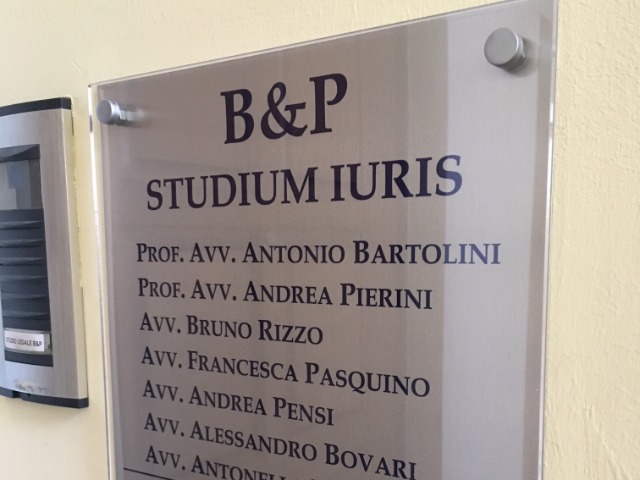 B&P
STUDIUM IURIS
PROF. AVV. ANTONIO BARTOLINI
PROF. AVV. ANDREA PIERINI
AVV. BRUNO RIZZO
AVV. FRANCESCA PASQUINO
AVV. ANDREA PENSI
AVV. ALESSANDRO BOVARI
AVV.
STUDIO LEGALE B&P